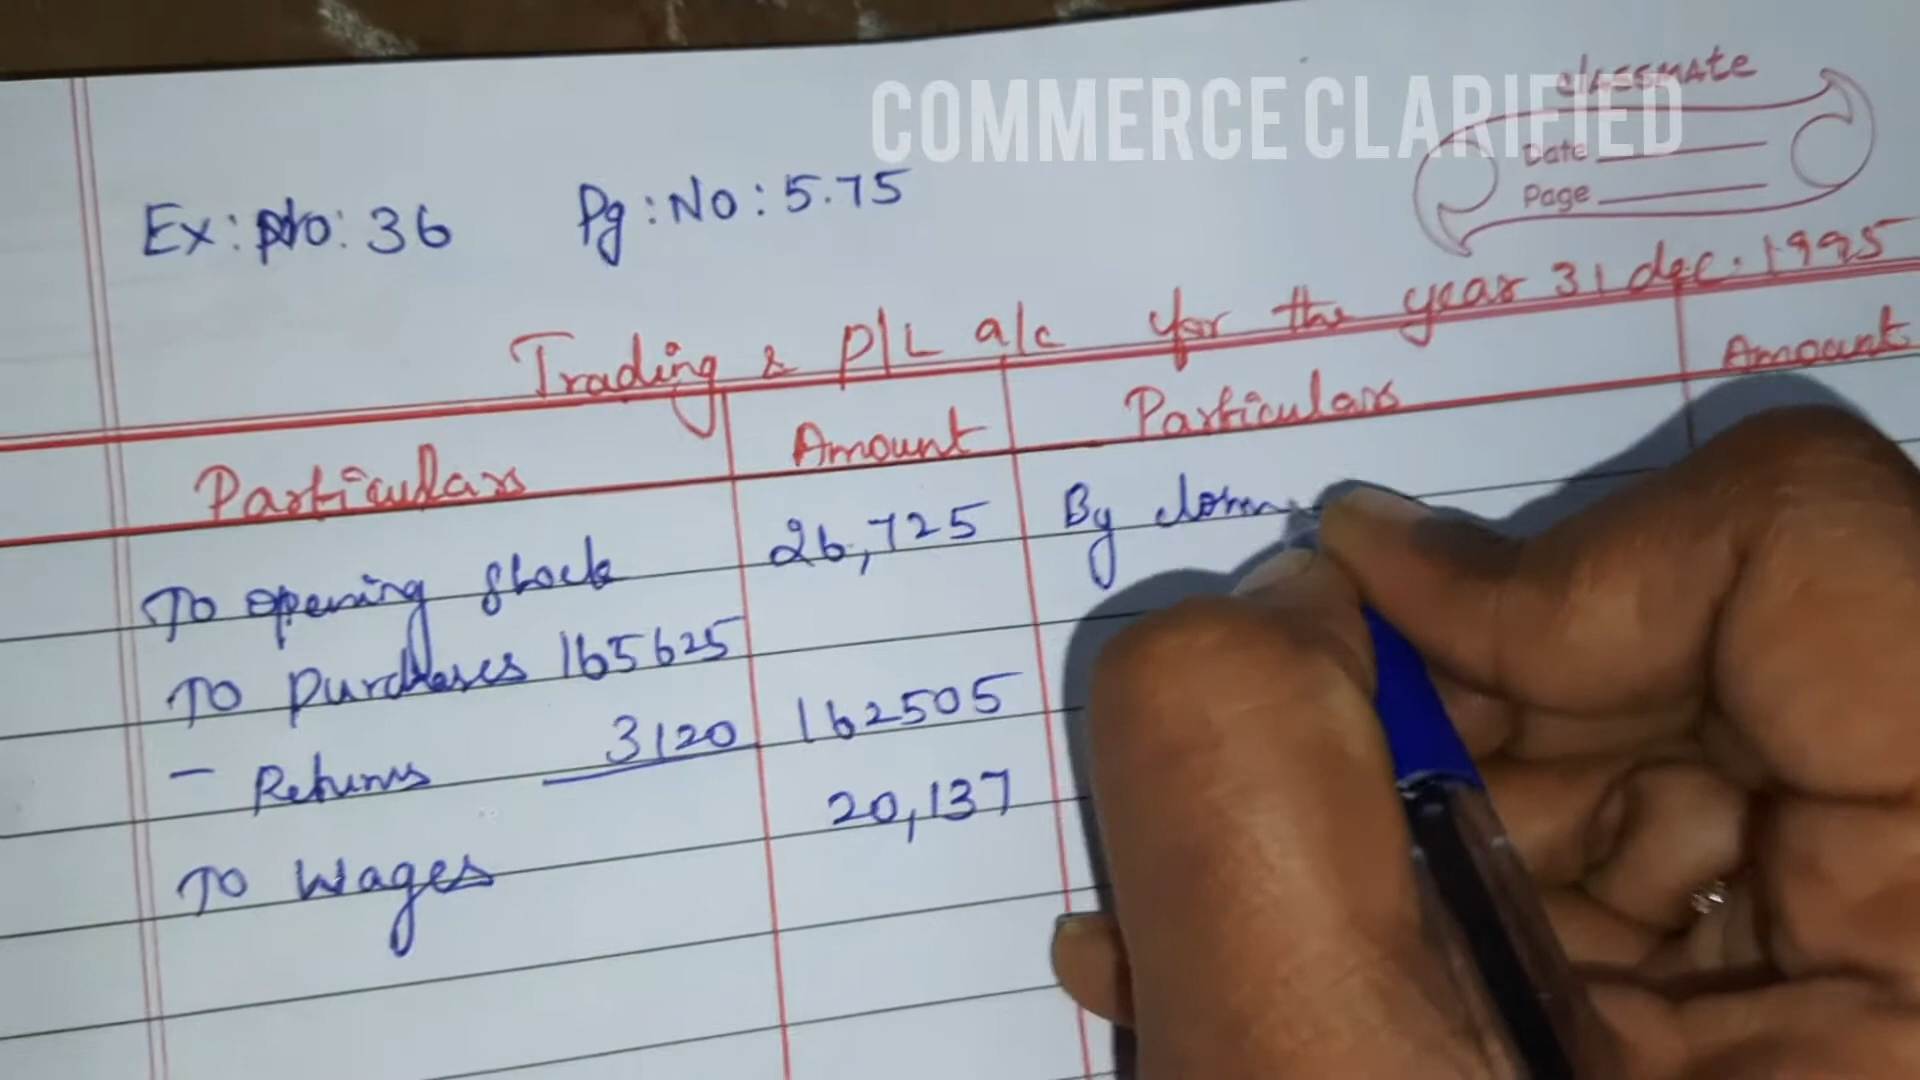 COMMERCE CLARIFIED
classmate
Date
Page
Ex: No: 36 Pg: No: 5.75
Trading & P/L a/c for the year 31 dec. 1995
Particulars Amount Particulars Amount
To opening stock 26,725 By
To Purchases 165625
- Returns 3120 162505
To Wages 20,137